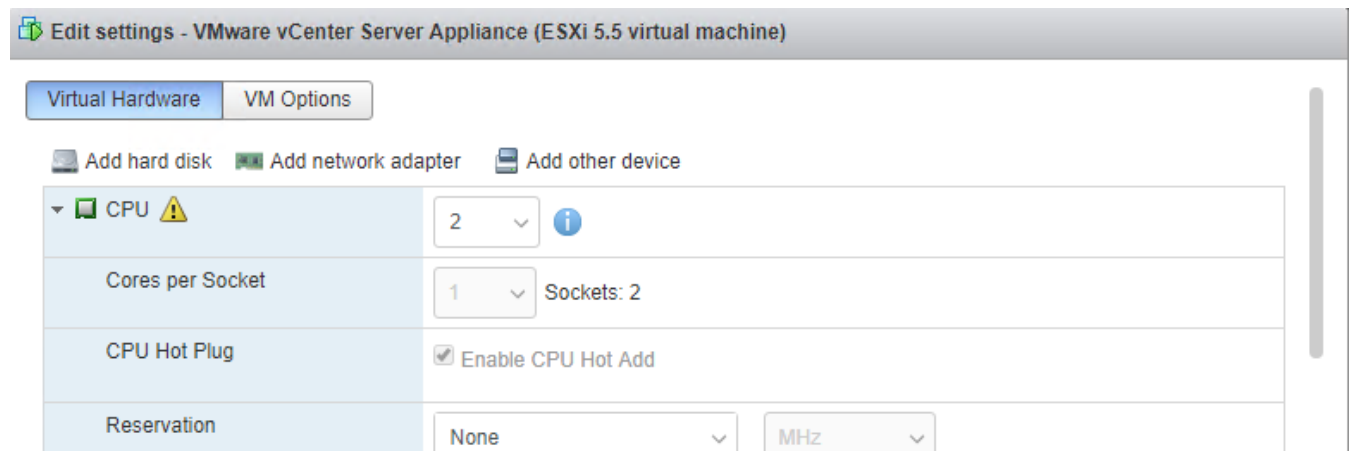 Edit settings - VMware vCenter Server Appliance (ESXi 5.5 virtual machine)
Virtual Hardware VM Options
Add hard disk Add network adapter Add other device
CPU 2
Cores per Socket 1 Sockets: 2
CPU Hot Plug Enable CPU Hot Add
Reservation None MHz